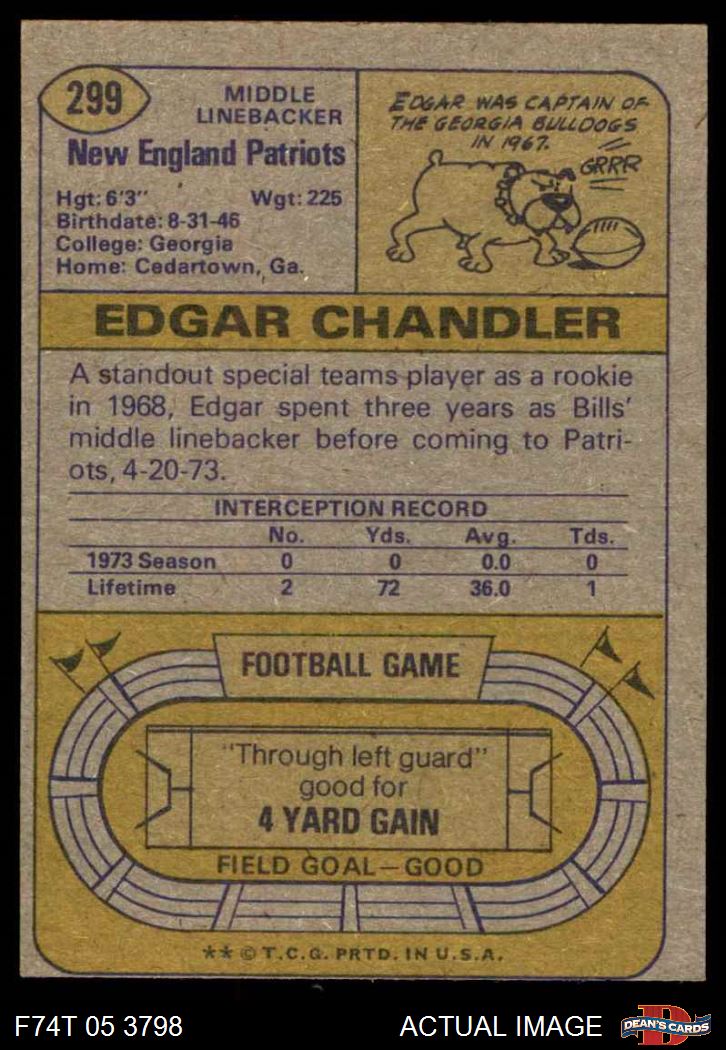 299
MIDDLE
LINEBACKER
New England Patriots
Hgt: 6'3" Wgt: 225
Birthdate: 8-31-46
College: Georgia
Home: Cedartown, Ga.
EDGAR WAS CAPTAIN OF
THE GEORGIA BULLDOGS
IN 1967.
GRRR
EDGAR CHANDLER
A standout special teams player as a rookie
in 1968, Edgar spent three years as Bills'
middle linebacker before coming to Patri-
ots, 4-20-73.
INTERCEPTION RECORD
No. Yds. Avg. Tds.
1973 Season 0 0 0.0 0
Lifetime 2 72 36.0 1
FOOTBALL GAME
"Through left guard"
good for
4 YARD GAIN
FIELD GOAL—GOOD
** © T.C.G. PRTD. IN U.S.A.
F74T 05 3798 ACTUAL IMAGE
D
DEAN'S CARDS